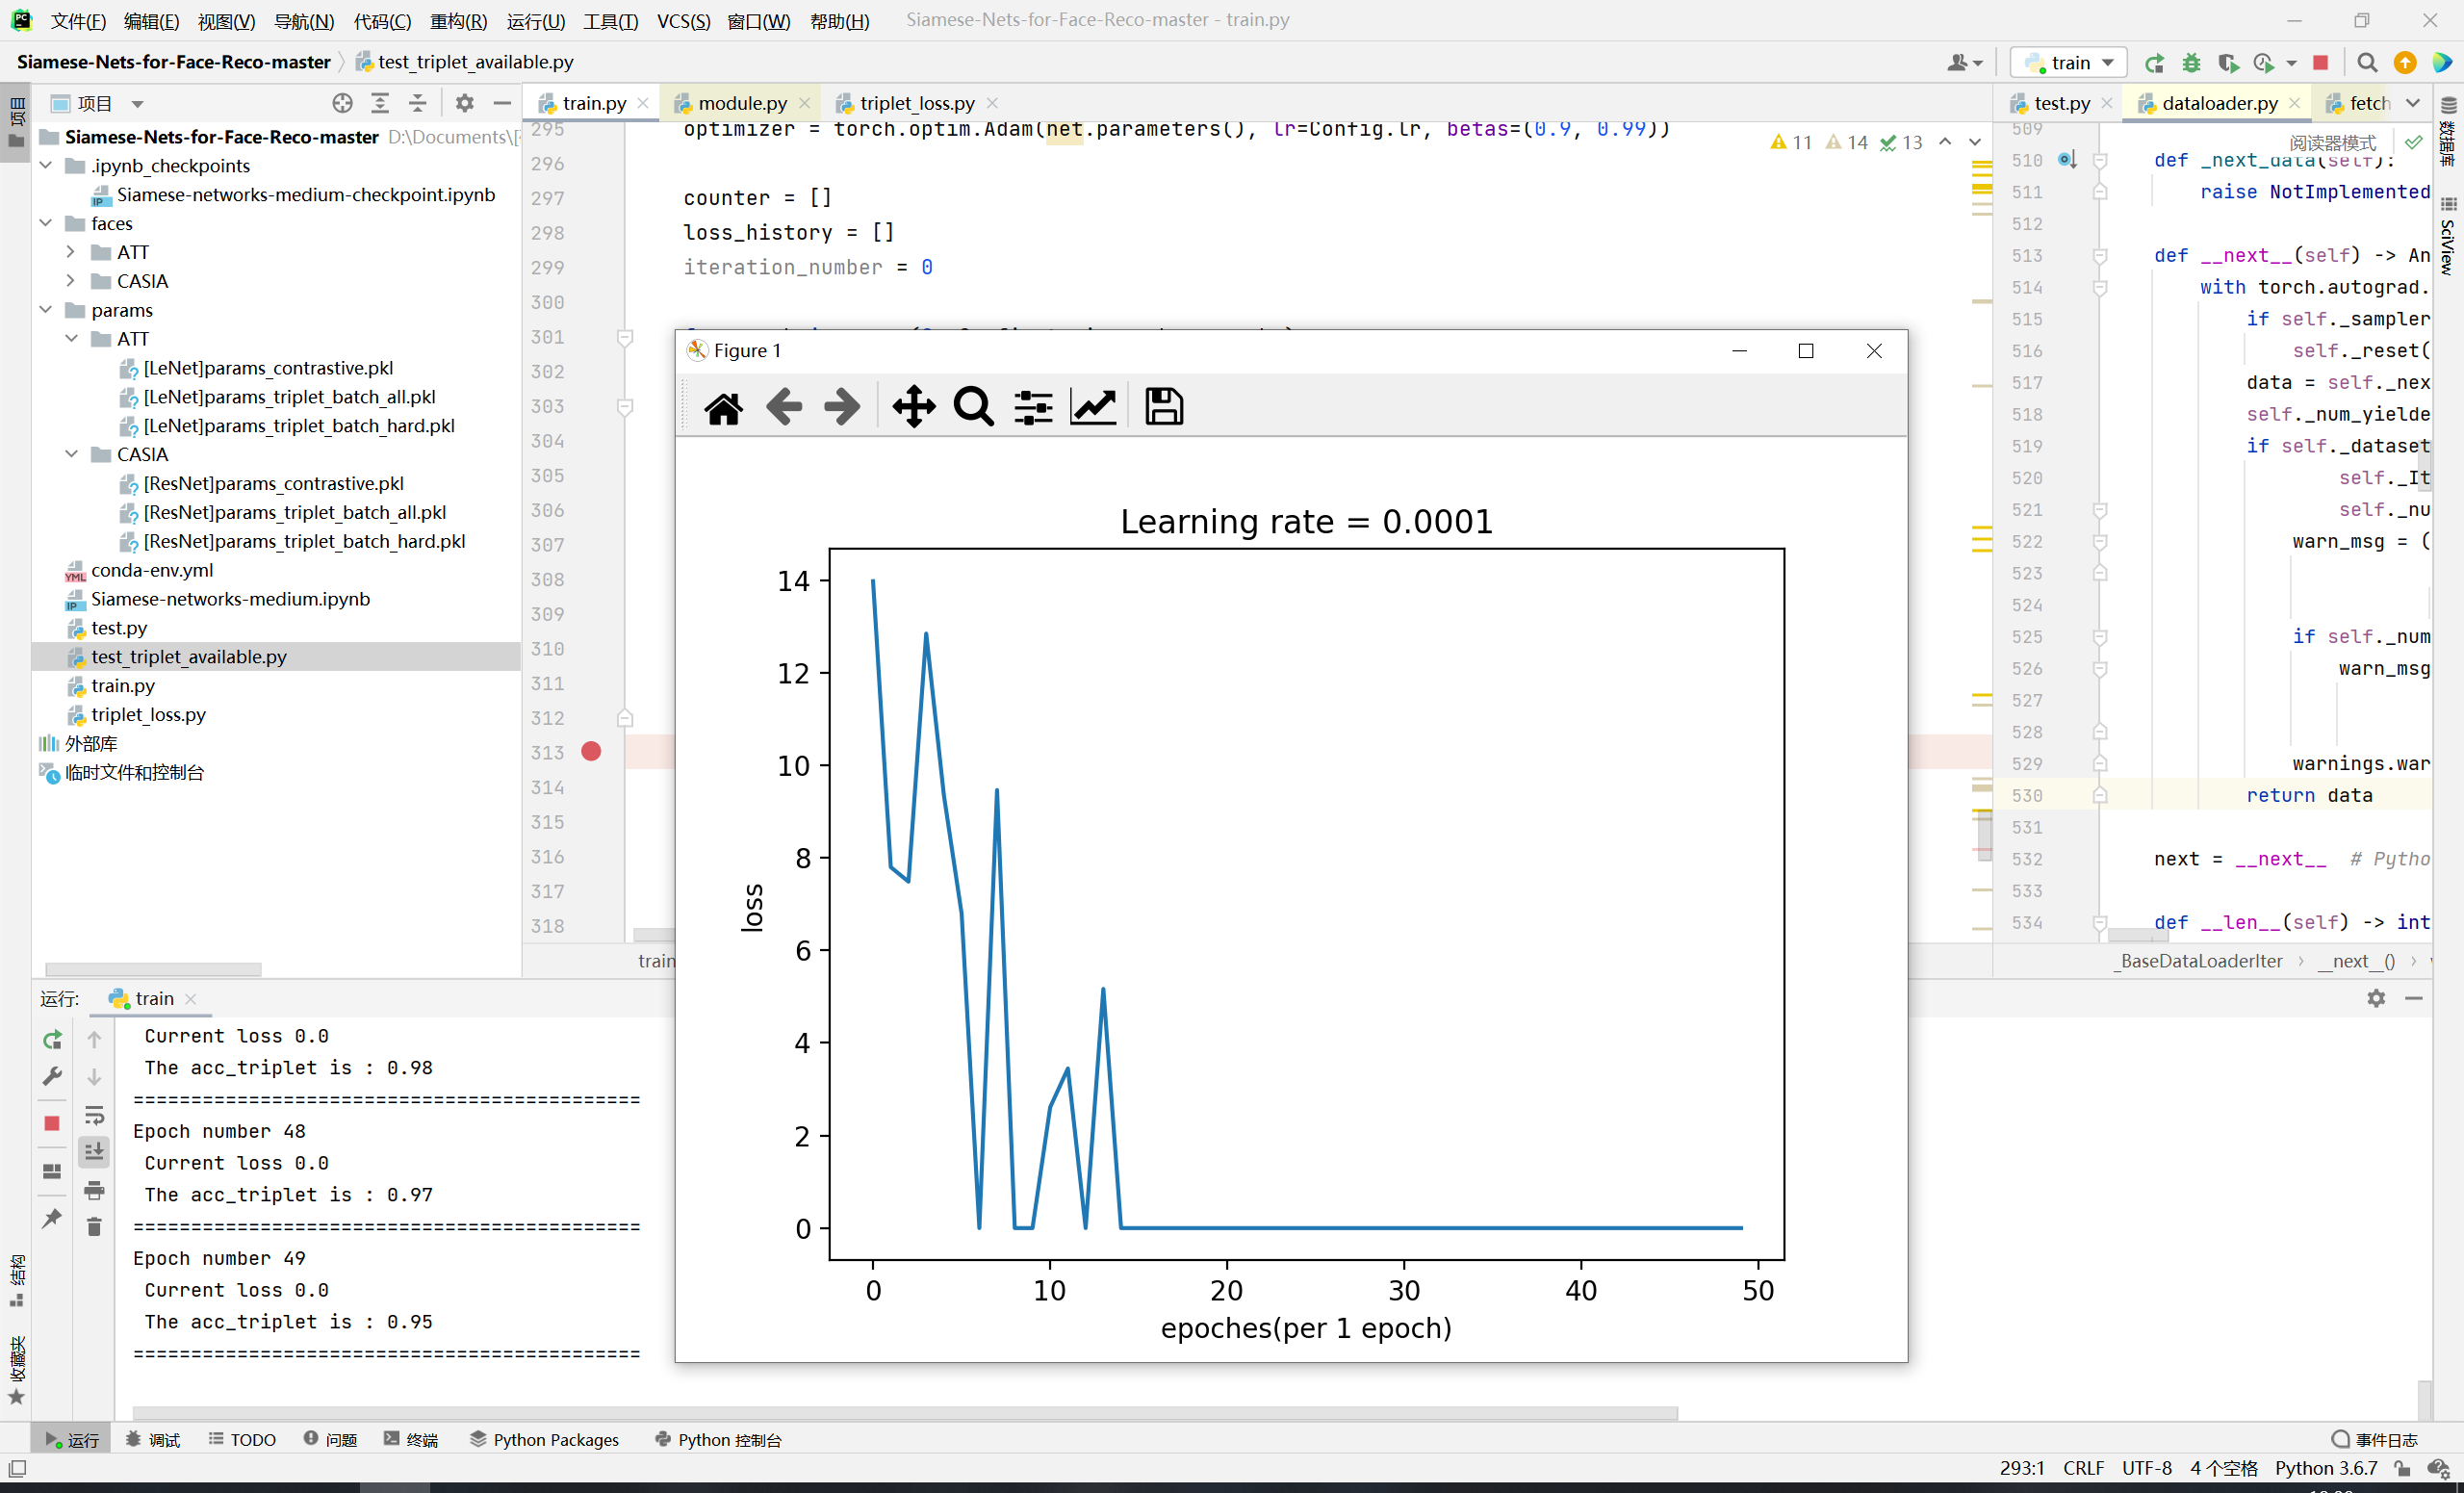 文件(F) 编辑(E) 视图(V) 导航(N) 代码(C) 重构(R) 运行(U) 工具(T) VCS(S) 窗口(W) 帮助(H) Siamese-Nets-for-Face-Reco-master - train.py
Siamese-Nets-for-Face-Reco-master test_triplet_available.py train
项目
项目
Siamese-Nets-for-Face-Reco-master D:\Documents\[
.ipynb_checkpoints
Siamese-networks-medium-checkpoint.ipynb
faces
ATT
CASIA
params
ATT
[LeNet]params_contrastive.pkl
[LeNet]params_triplet_batch_all.pkl
[LeNet]params_triplet_batch_hard.pkl
CASIA
[ResNet]params_contrastive.pkl
[ResNet]params_triplet_batch_all.pkl
[ResNet]params_triplet_batch_hard.pkl
conda-env.yml
Siamese-networks-medium.ipynb
test.py
test_triplet_available.py
train.py
triplet_loss.py
外部库
临时文件和控制台
train.py module.py triplet_loss.py
295 optimizer = torch.optim.Adam(net.parameters(), lr=Config.lr, betas=(0.9, 0.99))
11 14 13
296
297 counter = []
298 loss_history = []
299 iteration_number = 0
300
301
302
303
304
305
306
307
308
309
310
311
312
313
314
315
316
317
318
train
Figure 1
Learning rate = 0.0001
14
12
10
8
6
4
2
0
loss
0 10 20 30 40 50
epoches(per 1 epoch)
test.py dataloader.py fetch
阅读器模式
509
510 def _next_data(self):
511 raise NotImplemented
512
513 def __next__(self) -> An
514 with torch.autograd.
515 if self._sampler
516 self._reset(
517 data = self._nex
518 self._num_yielde
519 if self._dataset
520 self._It
521 self._nu
522 warn_msg = (
523
524
525 if self._num
526 warn_msg
527
528
529 warnings.war
530 return data
531
532 next = __next__ # Pytho
533
534 def __len__(self) -> int
_BaseDataLoaderIter › __next__() ›
数据库
SciView
运行: train
Current loss 0.0
The acc_triplet is : 0.98
============================================
Epoch number 48
Current loss 0.0
The acc_triplet is : 0.97
============================================
Epoch number 49
Current loss 0.0
The acc_triplet is : 0.95
============================================
结构
收藏夹
运行 调试 TODO 问题 终端 Python Packages Python 控制台 事件日志
293:1 CRLF UTF-8 4 个空格 Python 3.6.7